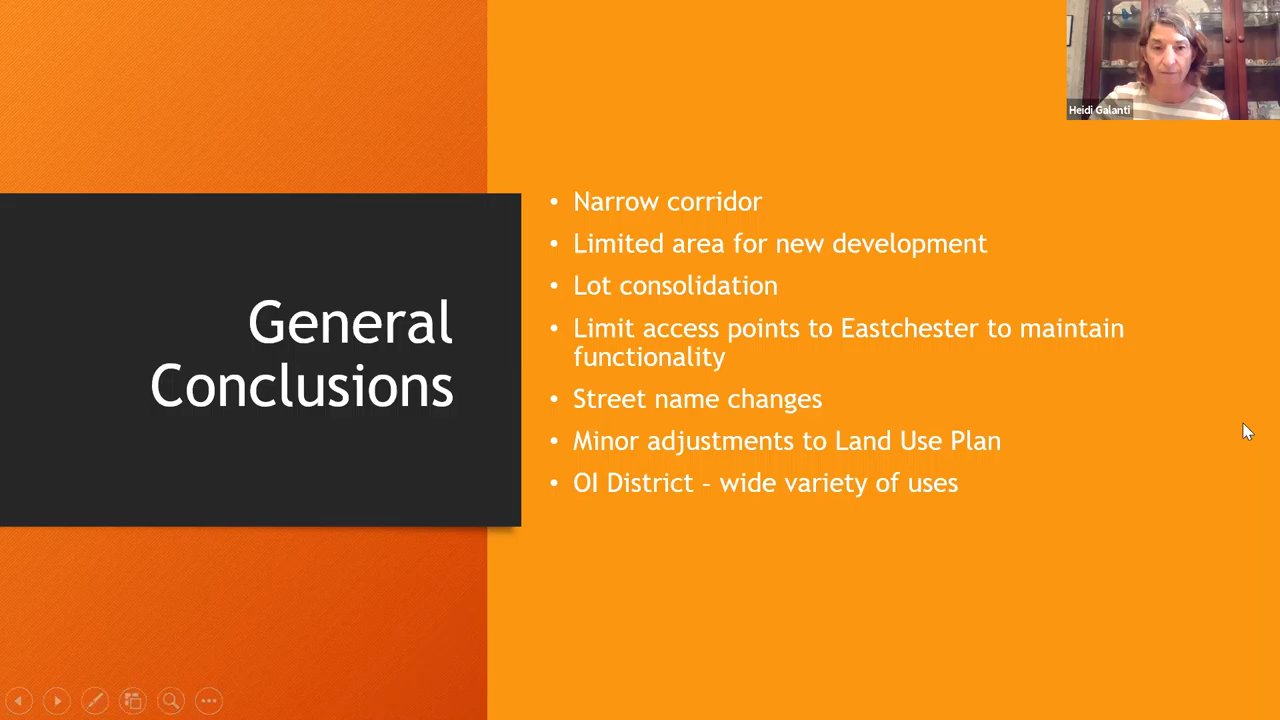 Heidi Galanti
General
Conclusions
• Narrow corridor
• Limited area for new development
• Lot consolidation
• Limit access points to Eastchester to maintain
functionality
• Street name changes
• Minor adjustments to Land Use Plan
• OI District – wide variety of uses